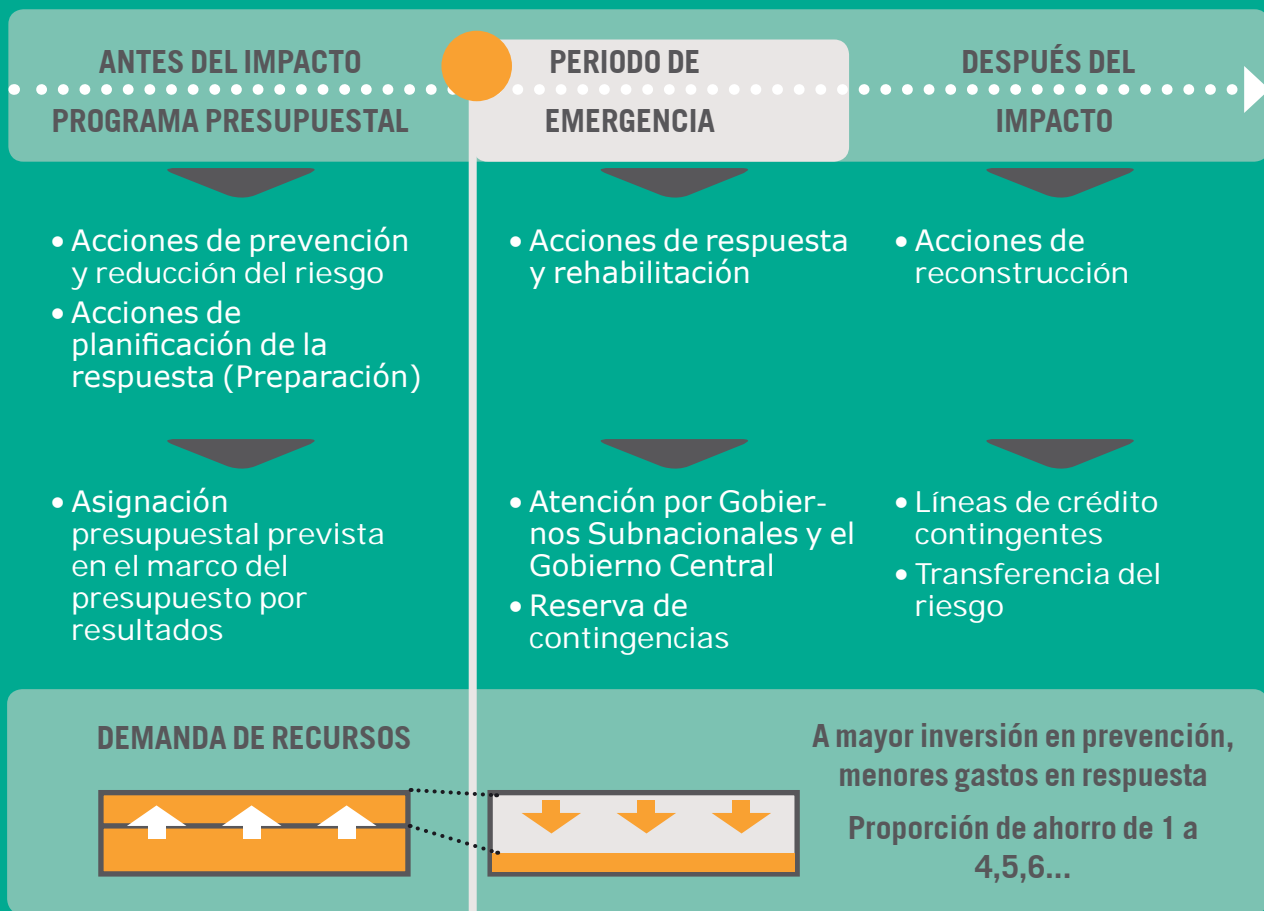 ANTES DEL IMPACTO
PROGRAMA PRESUPUESTAL
PERIODO DE
EMERGENCIA
DESPUÉS DEL
IMPACTO
• Acciones de prevención
y reducción del riesgo
• Acciones de
planificación de la
respuesta (Preparación)
• Acciones de respuesta
y rehabilitación
• Acciones de
reconstrucción
• Asignación
presupuestal prevista
en el marco del
presupuesto por
resultados
• Atención por Gobier-
nos Subnacionales y el
Gobierno Central
• Reserva de
contingencias
• Líneas de crédito
contingentes
• Transferencia del
riesgo
DEMANDA DE RECURSOS
A mayor inversión en prevención,
menores gastos en respuesta
Proporción de ahorro de 1 a
4,5,6...